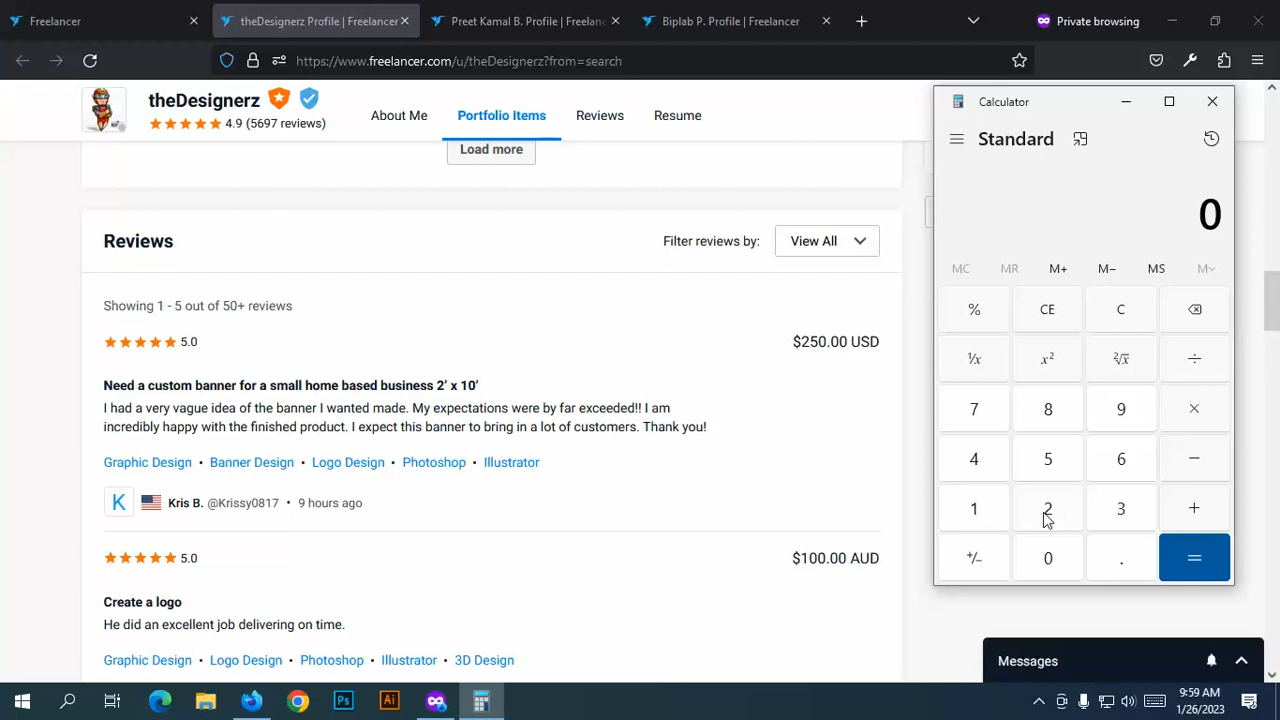 Freelancer
theDesignerz Profile | Freelancer
Preet Kamal B. Profile | Freelanc
Biplab P. Profile | Freelancer
Private browsing
https://www.freelancer.com/u/theDesignerz?from=search
theDesignerz
4.9 (5697 reviews)
About Me
Portfolio Items
Reviews
Resume
Load more
Reviews
Filter reviews by:
View All
Showing 1 - 5 out of 50+ reviews
5.0
$250.00 USD
Need a custom banner for a small home based business 2' x 10'
I had a very vague idea of the banner I wanted made. My expectations were by far exceeded!! I am
incredibly happy with the finished product. I expect this banner to bring in a lot of customers. Thank you!
Graphic Design • Banner Design • Logo Design • Photoshop • Illustrator
K
Kris B. @Krissy0817 • 9 hours ago
5.0
$100.00 AUD
Create a logo
He did an excellent job delivering on time.
Graphic Design • Logo Design • Photoshop • Illustrator • 3D Design
Calculator
Standard
0
MC MR M+ M− MS M˅
% CE C
¹/x x² ²√x ÷
7 8 9 ×
4 5 6 −
1 2 3 +
+/− 0 . =
Messages
Ps
Ai
9:59 AM
1/26/2023